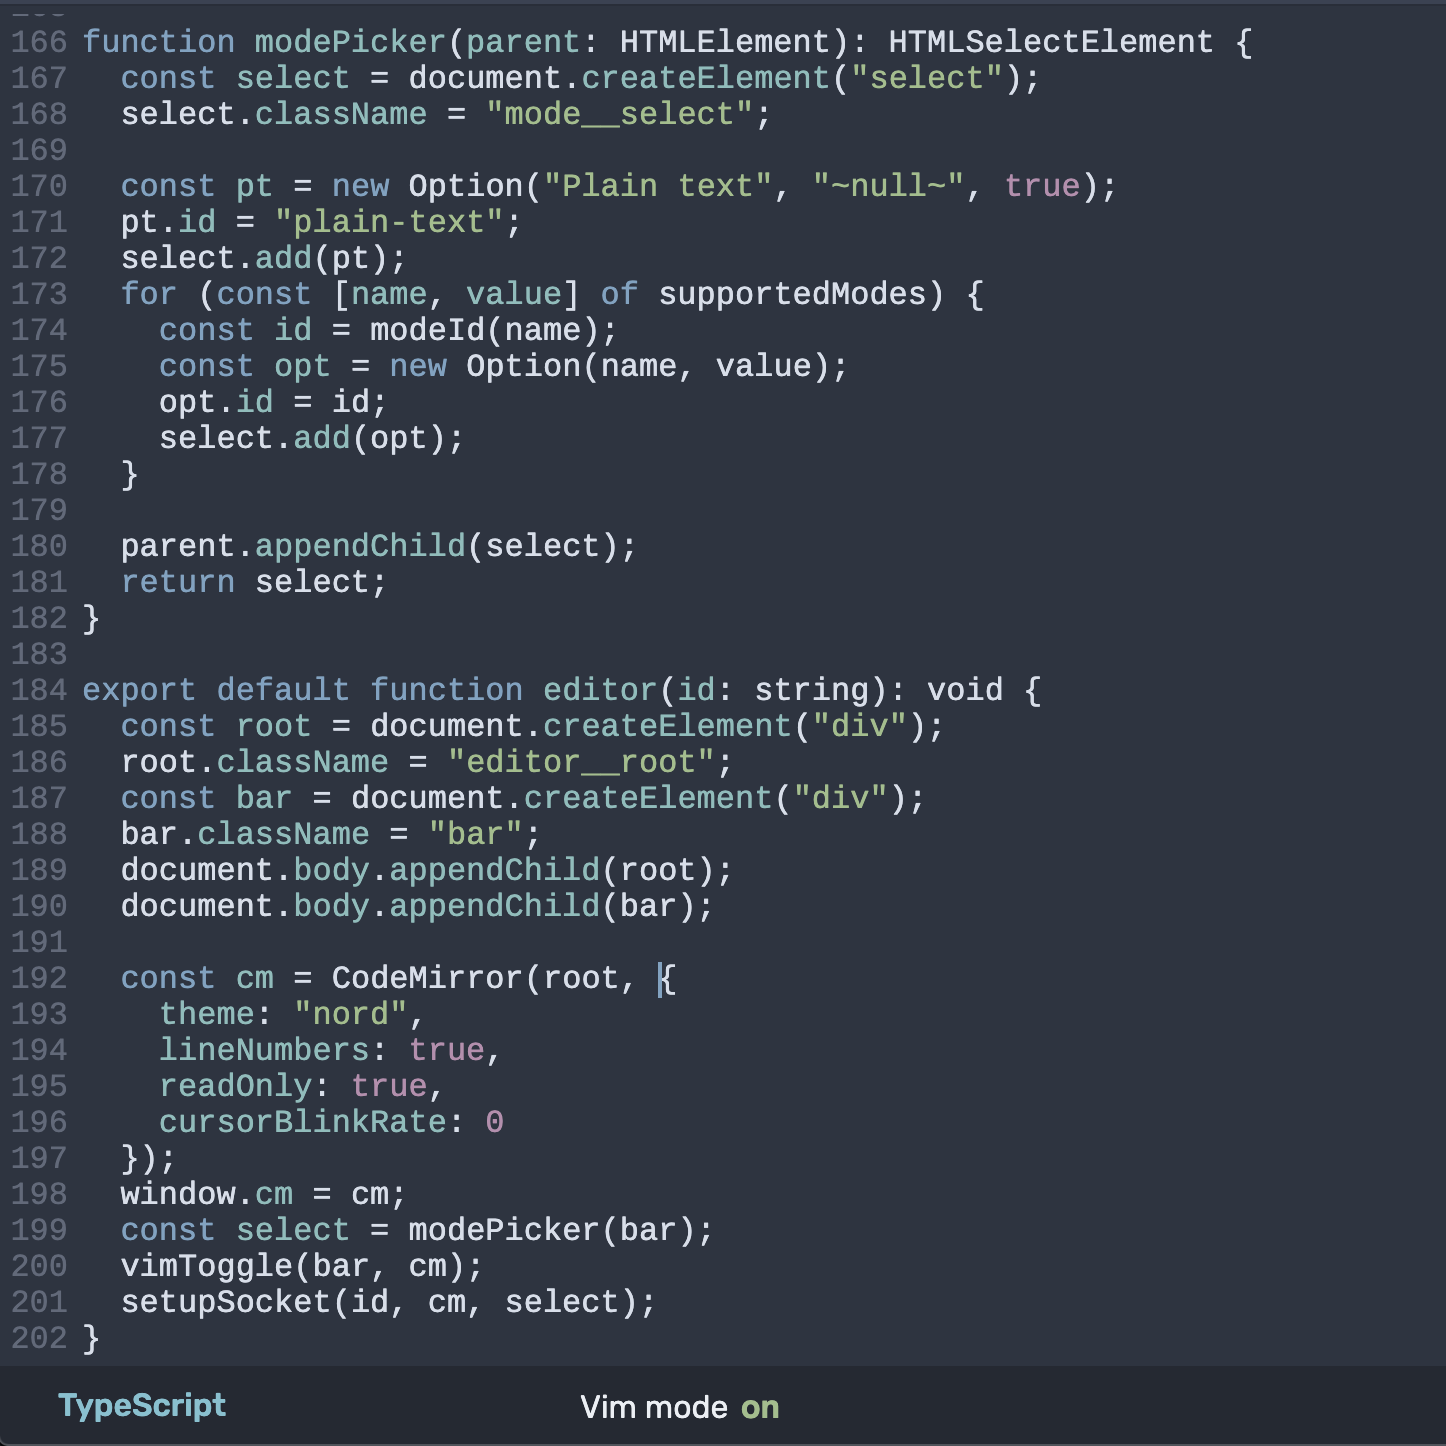 166 function modePicker(parent: HTMLElement): HTMLSelectElement {
167   const select = document.createElement("select");
168   select.className = "mode__select";
169
170   const pt = new Option("Plain text", "~null~", true);
171   pt.id = "plain-text";
172   select.add(pt);
173   for (const [name, value] of supportedModes) {
174     const id = modeId(name);
175     const opt = new Option(name, value);
176     opt.id = id;
177     select.add(opt);
178   }
179
180   parent.appendChild(select);
181   return select;
182 }
183
184 export default function editor(id: string): void {
185   const root = document.createElement("div");
186   root.className = "editor__root";
187   const bar = document.createElement("div");
188   bar.className = "bar";
189   document.body.appendChild(root);
190   document.body.appendChild(bar);
191
192   const cm = CodeMirror(root, {
193     theme: "nord",
194     lineNumbers: true,
195     readOnly: true,
196     cursorBlinkRate: 0
197   });
198   window.cm = cm;
199   const select = modePicker(bar);
200   vimToggle(bar, cm);
201   setupSocket(id, cm, select);
202 }
TypeScript Vim mode on